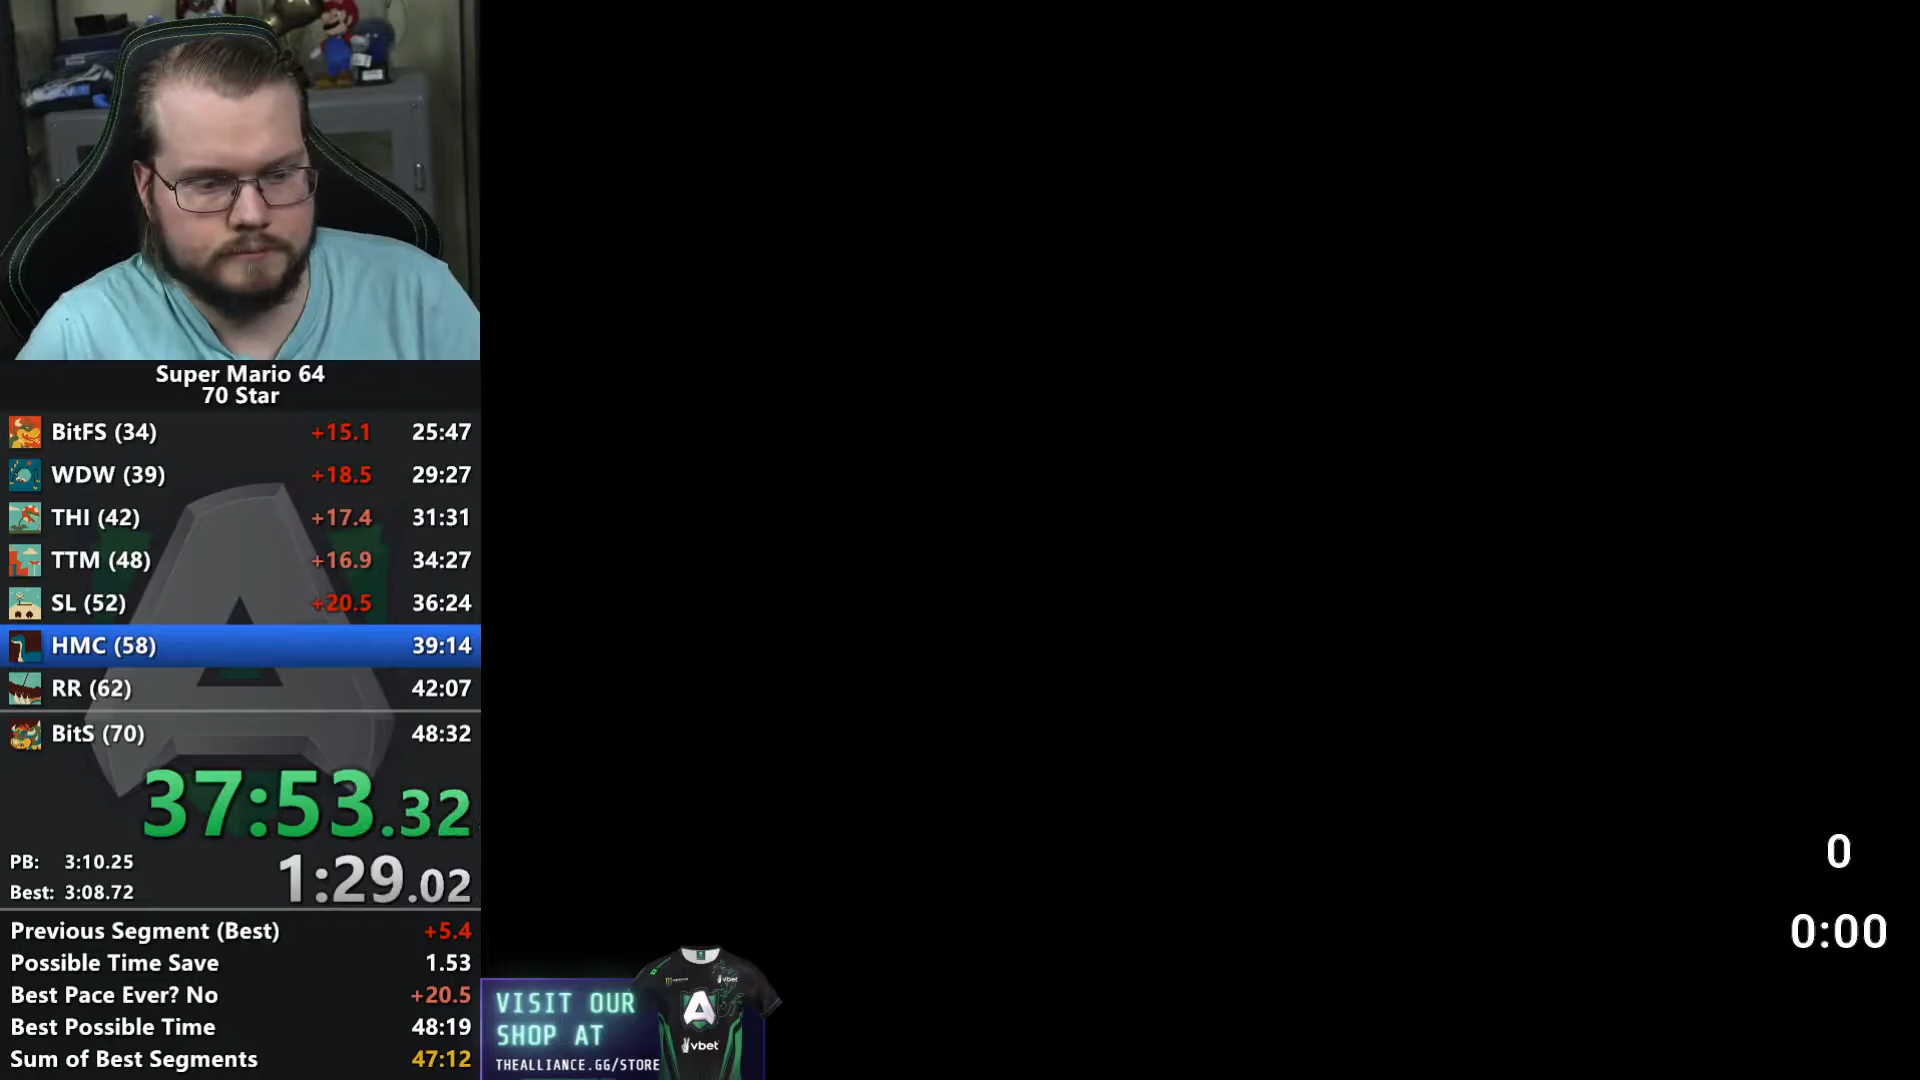 Super Mario 64
70 Star
BitFS (34) +15.1 25:47
WDW (39) +18.5 29:27
THI (42) +17.4 31:31
TTM (48) +16.9 34:27
SL (52) +20.5 36:24
HMC (58) 39:14
RR (62) 42:07
BitS (70) 48:32
37:53.32
PB: 3:10.25
1:29.02
Best: 3:08.72
Previous Segment (Best) +5.4
Possible Time Save 1.53
Best Pace Ever? No +20.5
Best Possible Time 48:19
Sum of Best Segments 47:12
VISIT OUR
SHOP AT
THEALLIANCE.GG/STORE
vbet
0
0:00